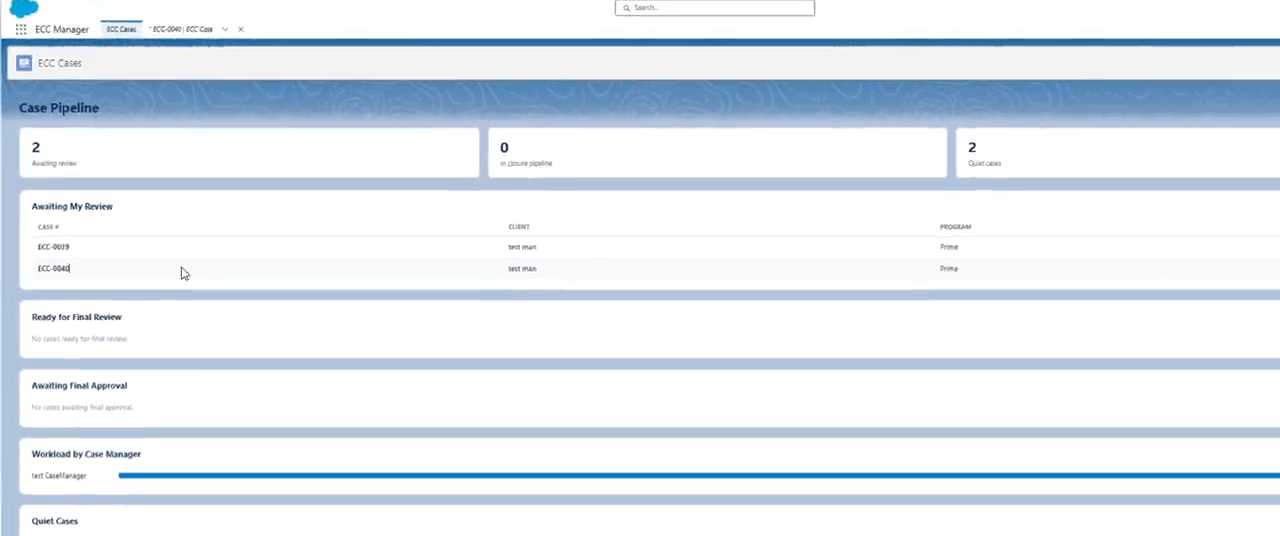 Search...
ECC Manager ECC Cases * ECC-0040 | ECC Case
ECC Cases
Case Pipeline
2 0 2
Awaiting review In closure pipeline Quiet cases
Awaiting My Review
CASE # CLIENT PROGRAM
ECC-0039 test man Prime
ECC-0040 test man Prime
Ready for Final Review
No cases ready for final review.
Awaiting Final Approval
No cases awaiting final approval.
Workload by Case Manager
test CaseManager
Quiet Cases